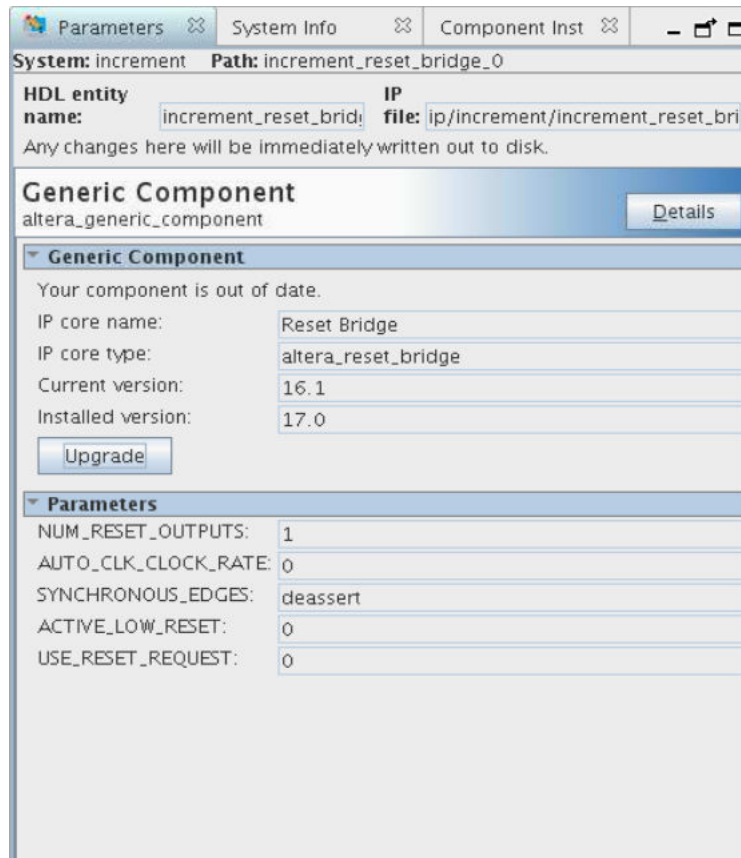 Parameters System Info Component Inst
System: increment Path: increment_reset_bridge_0
HDL entity name: increment_reset_brid IP file: ip/increment/increment_reset_bri
Any changes here will be immediately written out to disk.
Generic Component
altera_generic_component
Details
Generic Component
Your component is out of date.
IP core name: Reset Bridge
IP core type: altera_reset_bridge
Current version: 16.1
Installed version: 17.0
Upgrade
Parameters
NUM_RESET_OUTPUTS: 1
AUTO_CLK_CLOCK_RATE: 0
SYNCHRONOUS_EDGES: deassert
ACTIVE_LOW_RESET: 0
USE_RESET_REQUEST: 0